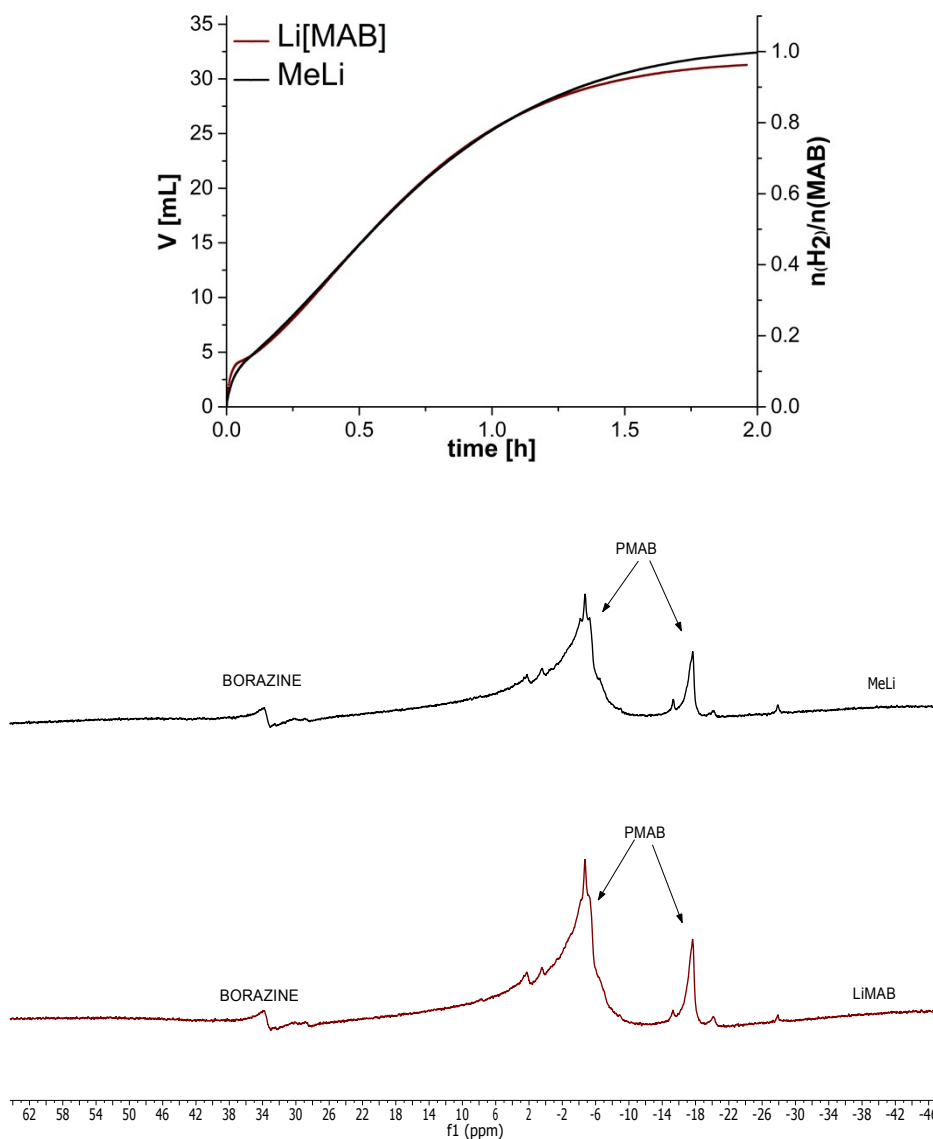 35
30
25
20
15
10
5
0
V [mL]
Li[MAB]
MeLi
1.0
0.8
0.6
0.4
0.2
0.0
n(H2)/n(MAB)
0.0 0.5 1.0 1.5 2.0
time [h]
PMAB
BORAZINE
MeLi
PMAB
BORAZINE
LiMAB
62 58 54 50 46 42 38 34 30 26 22 18 14 10 6 2 -2 -6 -10 -14 -18 -22 -26 -30 -34 -38 -42 -46
f1 (ppm)